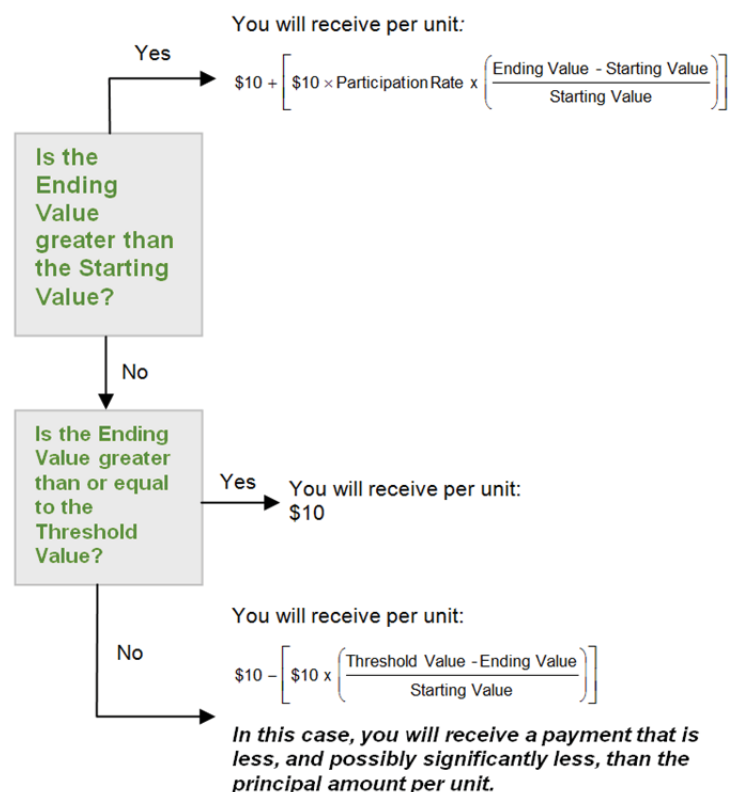 You will receive per unit:
Yes
$10 + [ $10 × Participation Rate x ( Ending Value - Starting Value
Starting Value ) ]
Is the
Ending
Value
greater than
the Starting
Value?
No
Is the Ending
Value greater
than or equal
to the
Threshold
Value?
Yes
You will receive per unit:
$10
You will receive per unit:
No
$10 – [ $10 x ( Threshold Value - Ending Value
Starting Value ) ]
In this case, you will receive a payment that is
less, and possibly significantly less, than the
principal amount per unit.